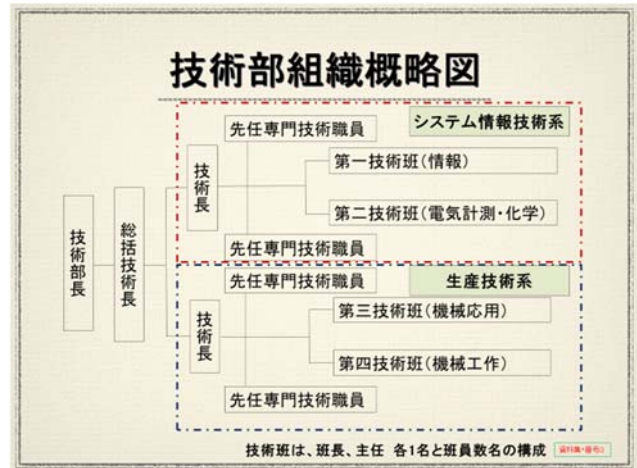 技術部組織概略図
システム情報技術系
先任専門技術職員
技術長
第一技術班(情報)
第二技術班(電気計測・化学)
先任専門技術職員
技術部長
総括技術長
先任専門技術職員
生産技術系
技術長
第三技術班(機械応用)
第四技術班(機械工作)
先任専門技術職員
技術班は、班長、主任 各1名と班員数名の構成